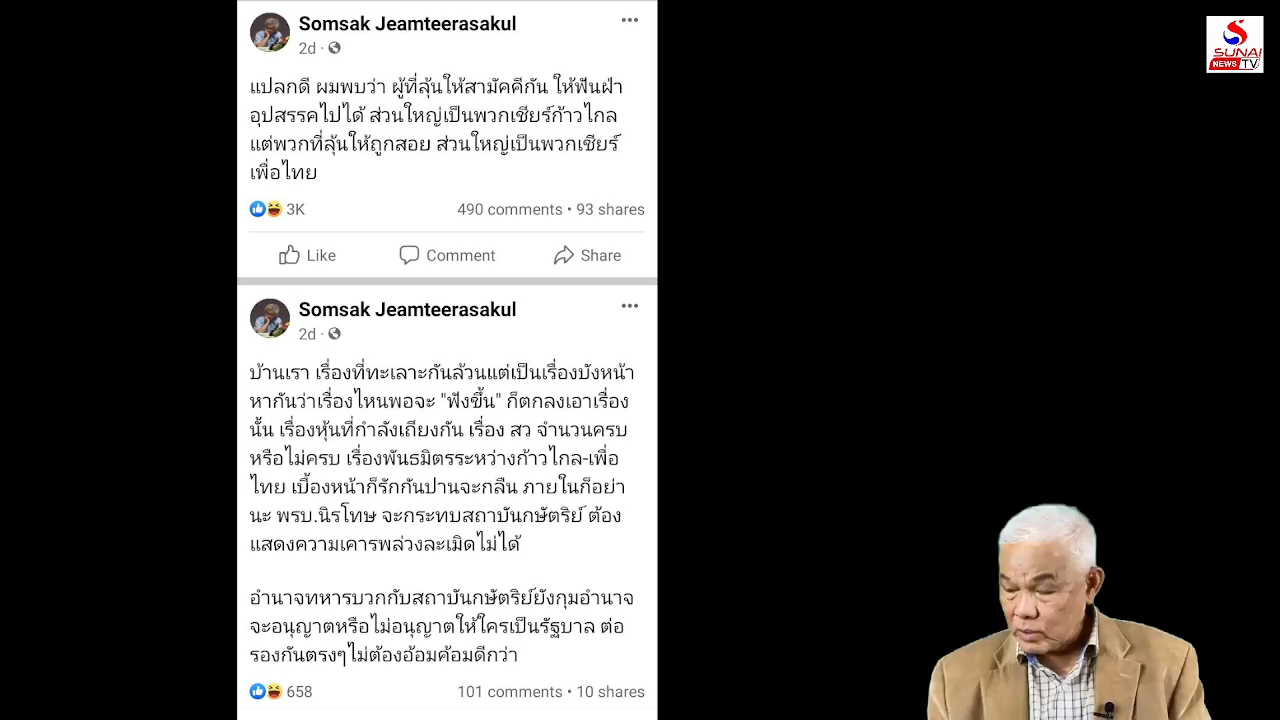 Somsak Jeamteerasakul
2d
แปลกดี ผมพบว่า ผู้ที่ลุ้นให้สามัคคีกัน ให้ฟันฝ่า
อุปสรรคไปได้ ส่วนใหญ่เป็นพวกเชียร์ก้าวไกล
แต่พวกที่ลุ้นให้ถูกสอย ส่วนใหญ่เป็นพวกเชียร์
เพื่อไทย
3K 490 comments • 93 shares
Like Comment Share
Somsak Jeamteerasakul
2d
บ้านเรา เรื่องที่ทะเลาะกันล้วนแต่เป็นเรื่องบังหน้า
หากันว่าเรื่องไหนพอจะ "ฟังขึ้น" ก็ตกลงเอาเรื่อง
นั้น เรื่องหุ้นที่กำลังเถียงกัน เรื่อง สว จำนวนครบ
หรือไม่ครบ เรื่องพันธมิตรระหว่างก้าวไกล-เพื่อ
ไทย เบื้องหน้าก็รักกันปานจะกลืน ภายในก็อย่า
นะ พรบ.นิรโทษ จะกระทบสถาบันกษัตริย์ ต้อง
แสดงความเคารพล่วงละเมิดไม่ได้
อำนาจทหารบวกกับสถาบันกษัตริย์ยังกุมอำนาจ
จะอนุญาตหรือไม่อนุญาตให้ใครเป็นรัฐบาล ต่อ
รองกันตรงๆไม่ต้องอ้อมค้อมดีกว่า
658 101 comments • 10 shares
SUNAI
NEWS TV